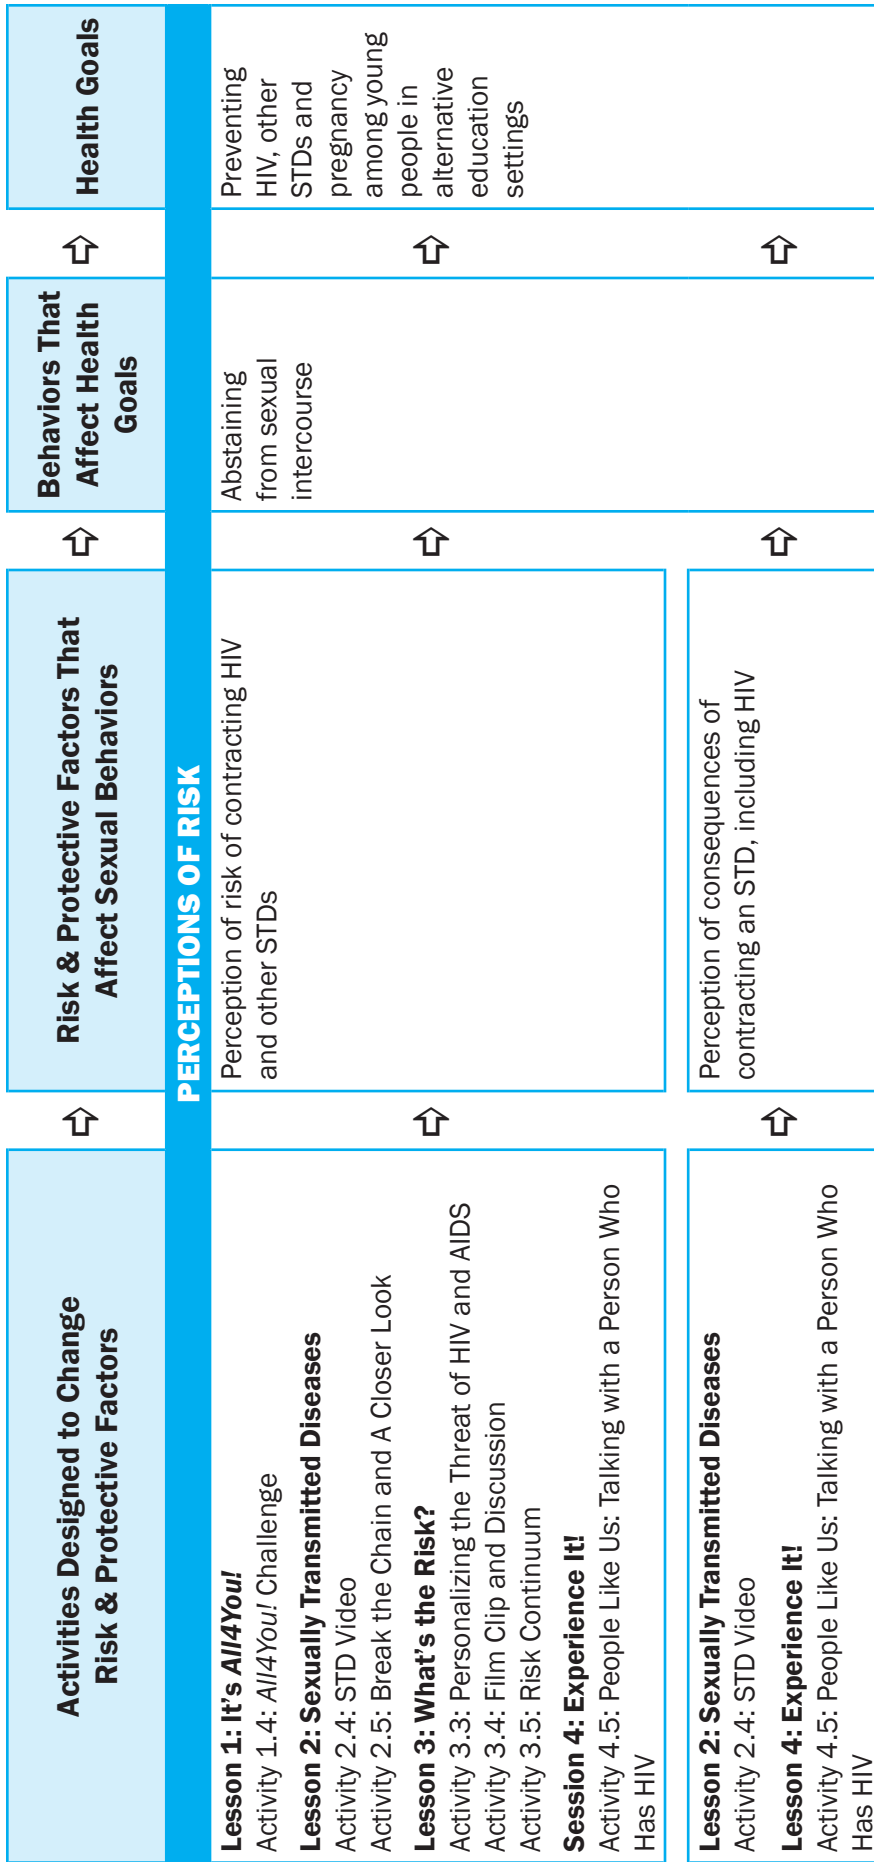 Activities Designed to Change
Risk & Protective Factors
⇨
Risk & Protective Factors That
Affect Sexual Behaviors
⇨
Behaviors That
Affect Health
Goals
⇨
Health Goals
PERCEPTIONS OF RISK
Lesson 1: It's All4You!
Activity 1.4: All4You! Challenge
Lesson 2: Sexually Transmitted Diseases
Activity 2.4: STD Video
Activity 2.5: Break the Chain and A Closer Look
Lesson 3: What's the Risk?
Activity 3.3: Personalizing the Threat of HIV and AIDS
Activity 3.4: Film Clip and Discussion
Activity 3.5: Risk Continuum
Session 4: Experience It!
Activity 4.5: People Like Us: Talking with a Person Who
Has HIV
⇨
Perception of risk of contracting HIV
and other STDs
⇨
Abstaining
from sexual
intercourse
⇨
Preventing
HIV, other
STDs and
pregnancy
among young
people in
alternative
education
settings
Lesson 2: Sexually Transmitted Diseases
Activity 2.4: STD Video
Lesson 4: Experience It!
Activity 4.5: People Like Us: Talking with a Person Who
Has HIV
⇨
Perception of consequences of
contracting an STD, including HIV
⇨
⇨